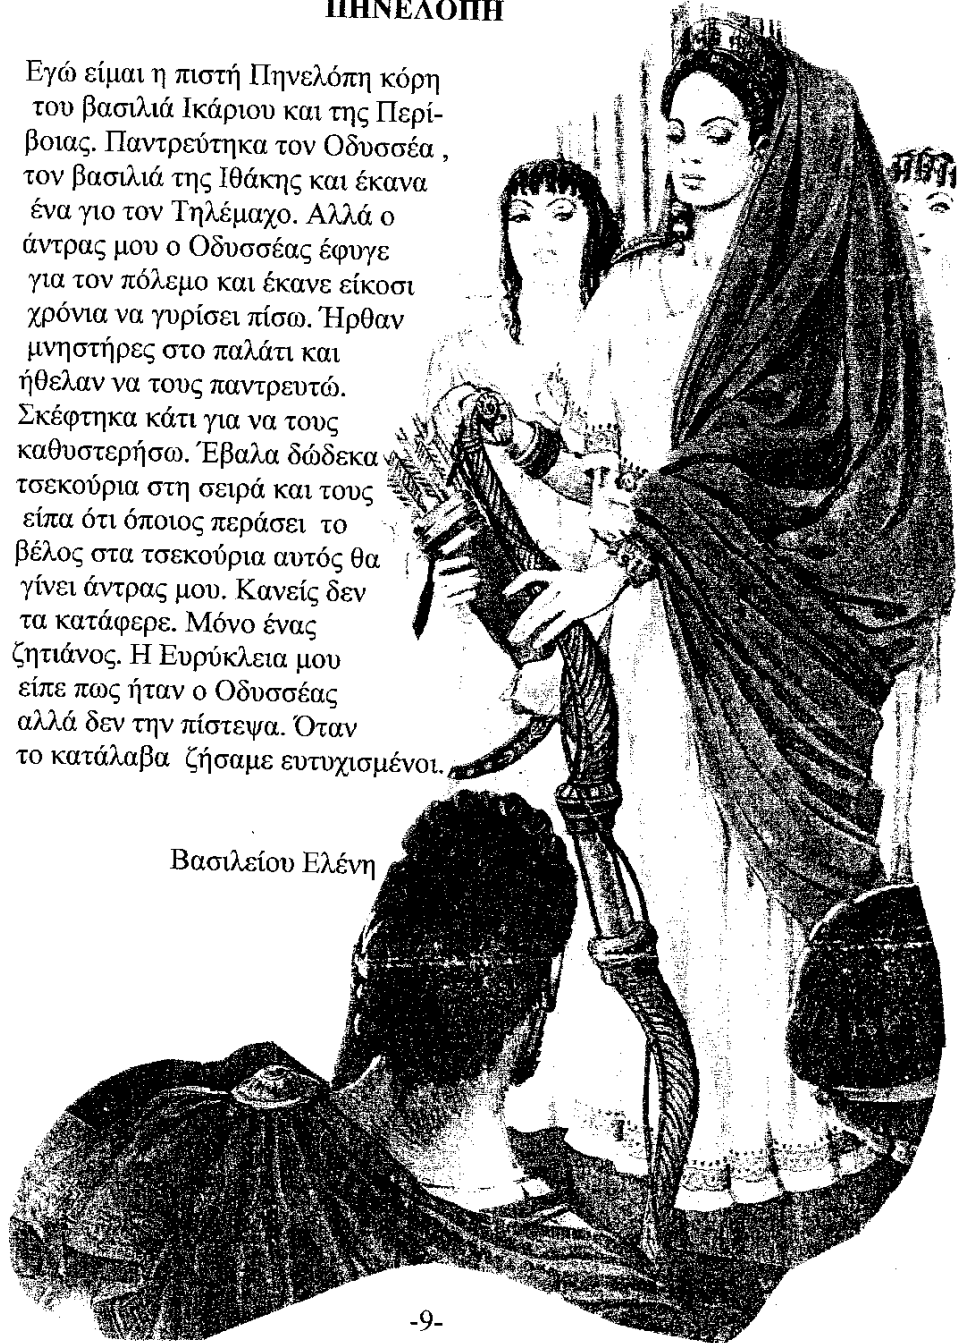 ΠΗΝΕΛΟΠΗ
Εγώ είμαι η πιστή Πηνελόπη κόρη
του βασιλιά Ικάριου και της Περί-
βοιας. Παντρεύτηκα τον Οδυσσέα ,
τον βασιλιά της Ιθάκης και έκανα
ένα γιο τον Τηλέμαχο. Αλλά ο
άντρας μου ο Οδυσσέας έφυγε
για τον πόλεμο και έκανε είκοσι
χρόνια να γυρίσει πίσω. Ήρθαν
μνηστήρες στο παλάτι και
ήθελαν να τους παντρευτώ.
Σκέφτηκα κάτι για να τους
καθυστερήσω. Έβαλα δώδεκα
τσεκούρια στη σειρά και τους
είπα ότι όποιος περάσει το
βέλος στα τσεκούρια αυτός θα
γίνει άντρας μου. Κανείς δεν
τα κατάφερε. Μόνο ένας
ζητιάνος. Η Ευρύκλεια μου
είπε πως ήταν ο Οδυσσέας
αλλά δεν την πίστεψα. Όταν
το κατάλαβα ζήσαμε ευτυχισμένοι.
Βασιλείου Ελένη
-9-